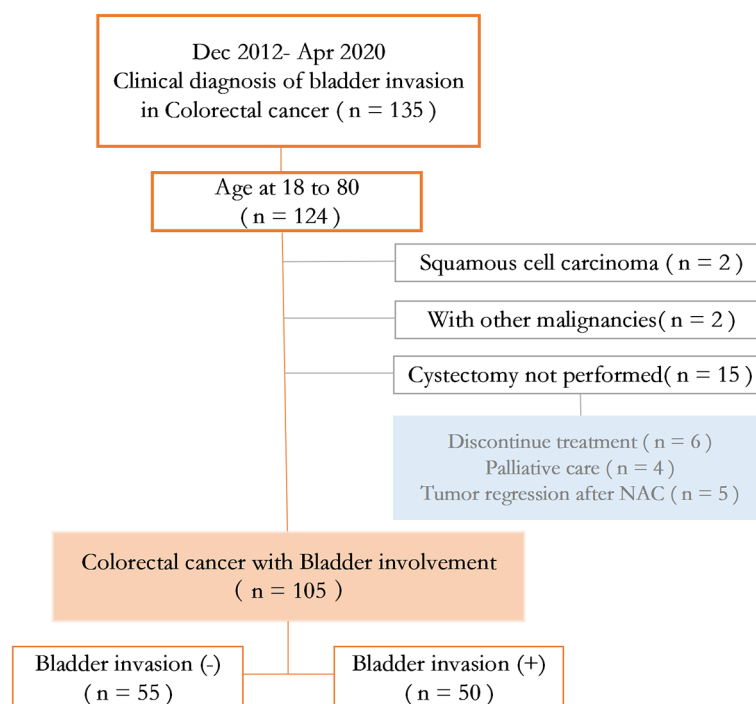 Dec 2012- Apr 2020
Clinical diagnosis of bladder invasion
in Colorectal cancer ( n = 135 )
Age at 18 to 80
( n = 124 )
Squamous cell carcinoma ( n = 2 )
With other malignancies( n = 2 )
Cystectomy not performed( n = 15 )
Discontinue treatment ( n = 6 )
Palliative care ( n = 4 )
Tumor regression after NAC ( n = 5 )
Colorectal cancer with Bladder involvement
( n = 105 )
Bladder invasion (-)
( n = 55 )
Bladder invasion (+)
( n = 50 )